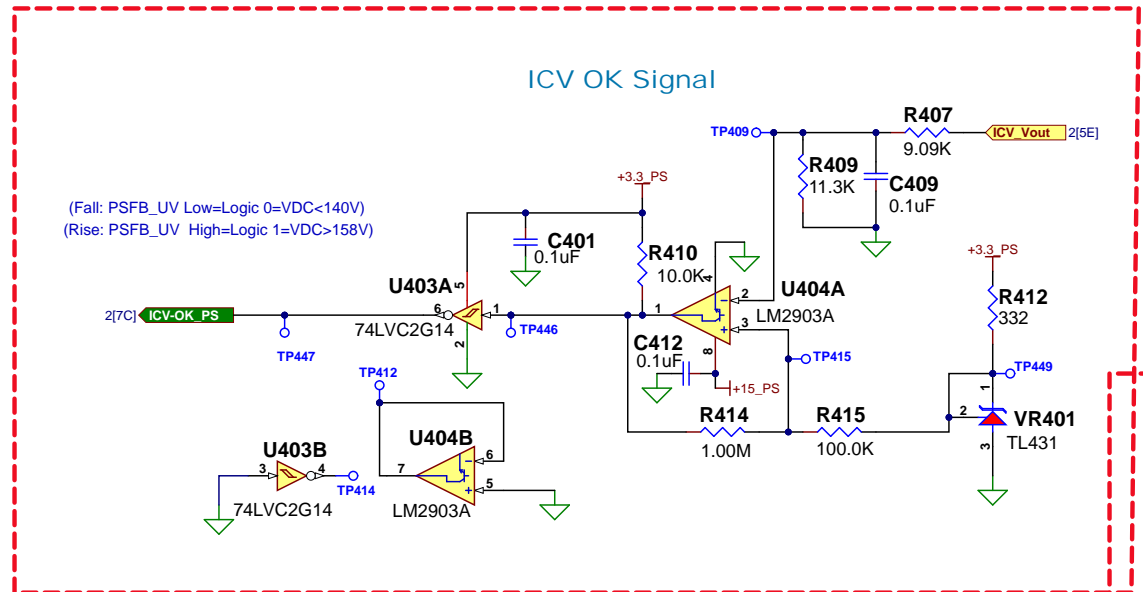 ICV OK Signal
TP409
R407
9.09K
ICV_Vout
2[5E]
R409
11.3K
C409
0.1uF
+3.3_PS
(Fall: PSFB_UV Low=Logic 0=VDC<140V)
(Rise: PSFB_UV  High=Logic 1=VDC>158V)
C401
0.1uF
R410
10.0K
4
+3.3_PS
U403A
5
U404A
2
R412
332
2[7C]
ICV-OK_PS
6
1
1
LM2903A
3
74LVC2G14
TP446
TP447
2
C412
0.1uF
8
TP415
TP449
+15_PS
TP412
1
R414
1.00M
R415
100.0K
2
VR401
TL431
3
U404B
6
U403B
3
4
7
5
TP414
74LVC2G14
LM2903A